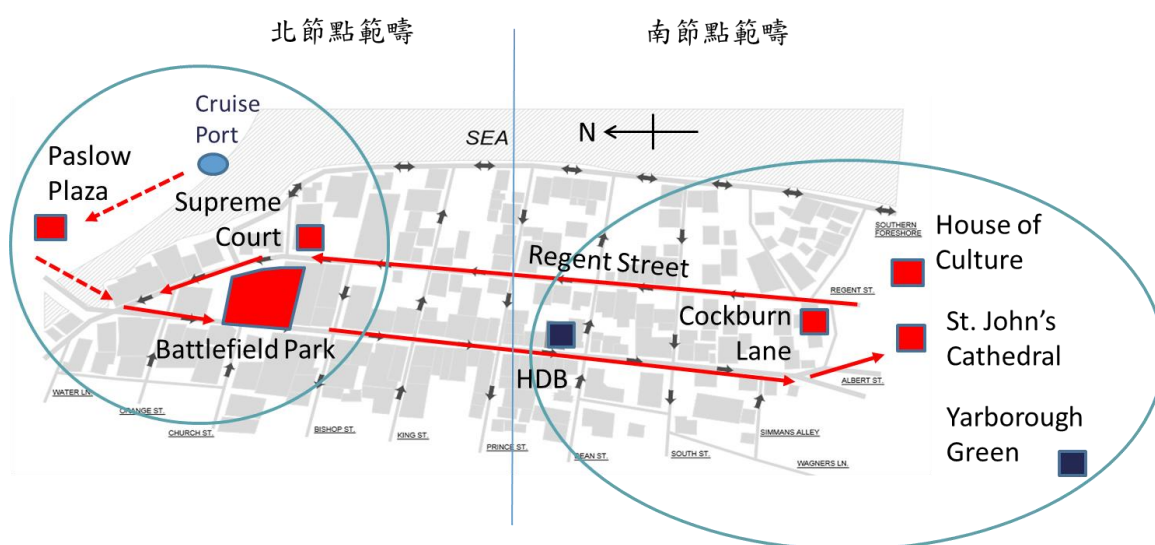 北節點範疇
南節點範疇
Cruise
Port
SEA
N
Paslow
Plaza
Supreme
Court
SOUTHERN
FORESHORE
House of
Culture
Regent Street
REGENT ST.
Cockburn
Lane
St. John's
Cathedral
Battlefield Park
HDB
ALBERT ST.
WATER LN.
ORANGE ST.
CHURCH ST.
BISHOP ST.
KING ST.
PRINCE ST.
DEAN ST.
SOUTH ST.
SIMMANS ALLEY
WAGNERS LN.
Yarborough
Green